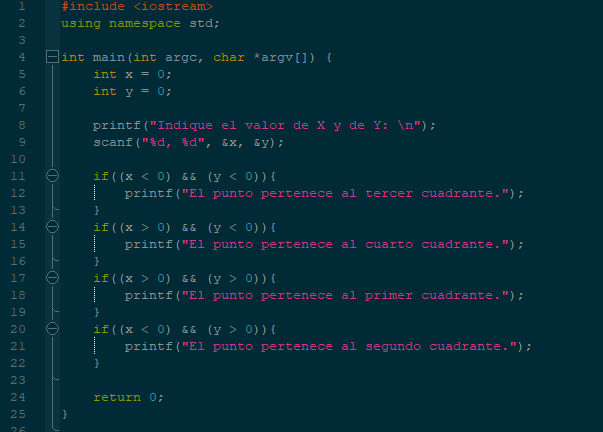 1 #include <iostream>
2 using namespace std;
3
4 int main(int argc, char *argv[]) {
5 int x = 0;
6 int y = 0;
7
8 printf("Indique el valor de X y de Y: \n");
9 scanf("%d, %d", &x, &y);
10
11 if((x < 0) && (y < 0)){
12 printf("El punto pertenece al tercer cuadrante.");
13 }
14 if((x > 0) && (y < 0)){
15 printf("El punto pertenece al cuarto cuadrante.");
16 }
17 if((x > 0) && (y > 0)){
18 printf("El punto pertenece al primer cuadrante.");
19 }
20 if((x < 0) && (y > 0)){
21 printf("El punto pertenece al segundo cuadrante.");
22 }
23
24 return 0;
25 }
26